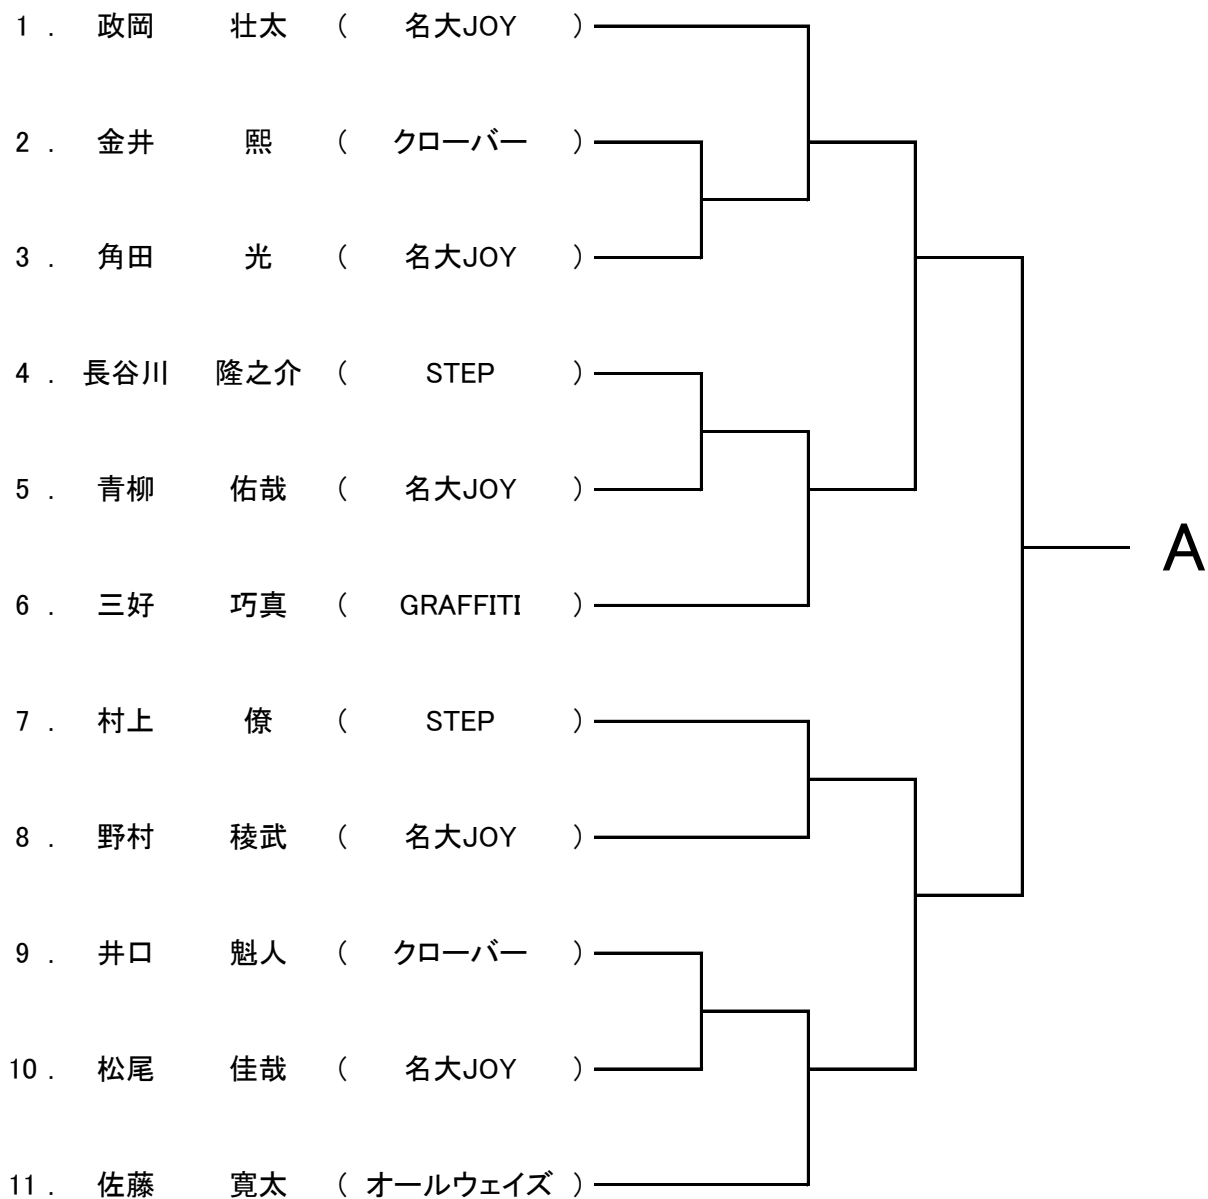 1 . 政岡 壮太 ( 名大JOY )
2 . 金井 熙 ( クローバー )
3 . 角田 光 ( 名大JOY )
4 . 長谷川 隆之介 ( STEP )
5 . 青柳 佑哉 ( 名大JOY )
A
6 . 三好 巧真 ( GRAFFITI )
7 . 村上 僚 ( STEP )
8 . 野村 稜武 ( 名大JOY )
9 . 井口 魁人 ( クローバー )
10 . 松尾 佳哉 ( 名大JOY )
11 . 佐藤 寛太 ( オールウェイズ )